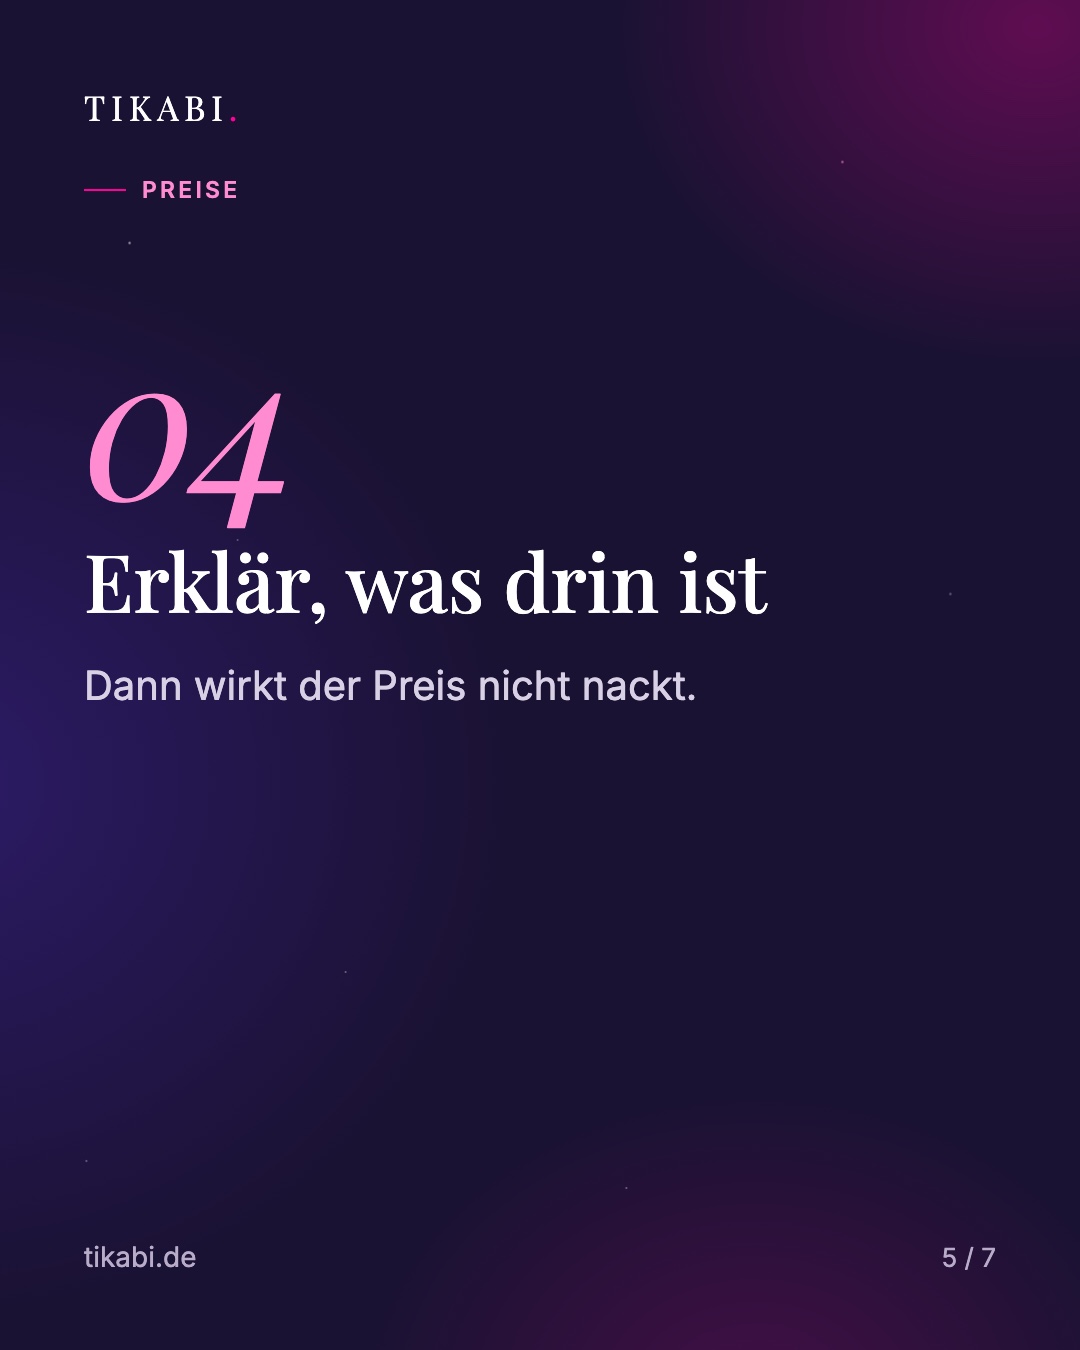 TIKABI.
PREISE
04
Erklär, was drin ist
Dann wirkt der Preis nicht nackt.
tikabi.de
5 / 7